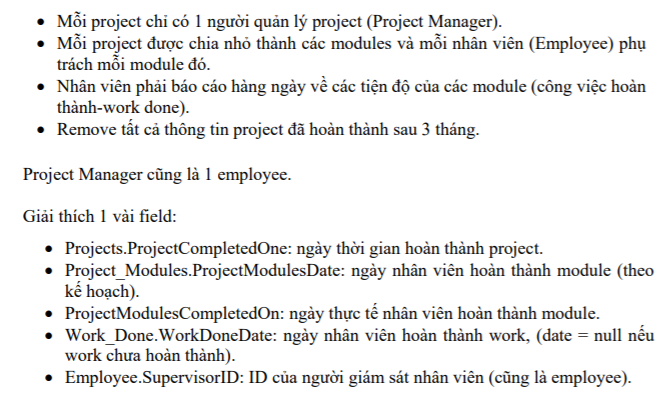 • Mỗi project chỉ có 1 người quản lý project (Project Manager).
• Mỗi project được chia nhỏ thành các modules và mỗi nhân viên (Employee) phụ
trách mỗi module đó.
• Nhân viên phải báo cáo hàng ngày về các tiện độ của các module (công việc hoàn
thành-work done).
• Remove tất cả thông tin project đã hoàn thành sau 3 tháng.
Project Manager cũng là 1 employee.
Giải thích 1 vài field:
• Projects.ProjectCompletedOne: ngày thời gian hoàn thành project.
• Project_Modules.ProjectModulesDate: ngày nhân viên hoàn thành module (theo
kế hoạch).
• ProjectModulesCompletedOn: ngày thực tế nhân viên hoàn thành module.
• Work_Done.WorkDoneDate: ngày nhân viên hoàn thành work, (date = null nếu
work chưa hoàn thành).
• Employee.SupervisorID: ID của người giám sát nhân viên (cũng là employee).